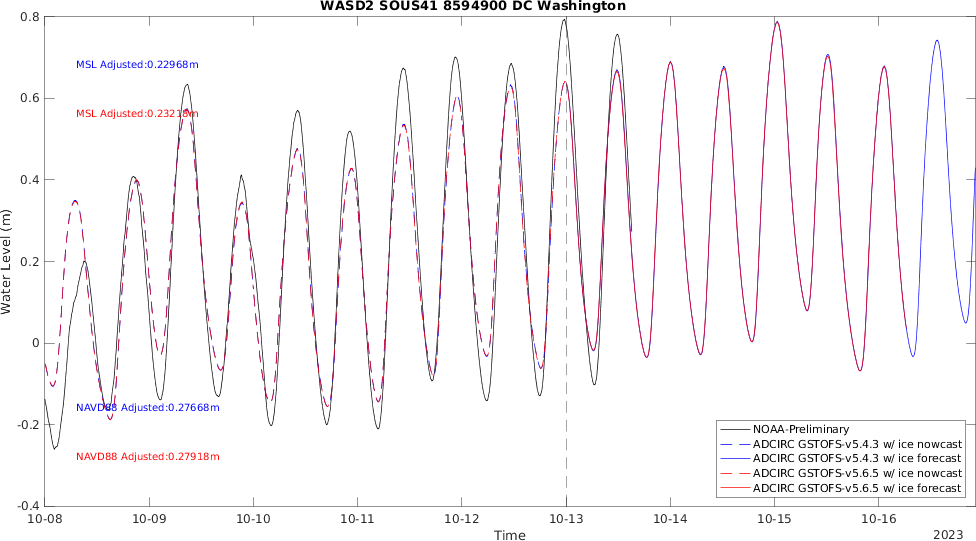 WASD2 SOUS41 8594900 DC Washington
0.8
0.6
0.4
0.2
0
-0.2
-0.4
Water Level (m)
MSL Adjusted:0.22968m
MSL Adjusted:0.23218m
NAVD88 Adjusted:0.27668m
NAVD88 Adjusted:0.27918m
NOAA-Preliminary
ADCIRC GSTOFS-v5.4.3 w/ ice nowcast
ADCIRC GSTOFS-v5.4.3 w/ ice forecast
ADCIRC GSTOFS-v5.6.5 w/ ice nowcast
ADCIRC GSTOFS-v5.6.5 w/ ice forecast
10-08 10-09 10-10 10-11 10-12 10-13 10-14 10-15 10-16
Time
2023